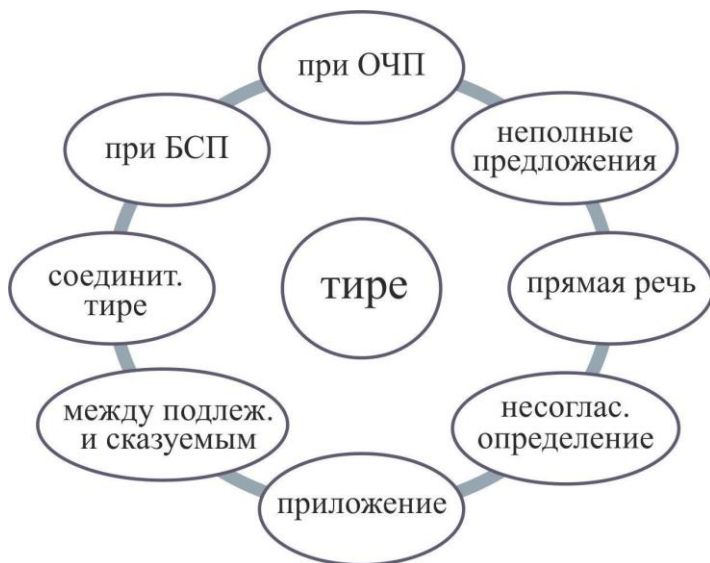 при ОЧП
неполные
предложения
при БСП
соединит.
тире
тире
прямая речь
между подлеж.
и сказуемым
несоглас.
определение
приложение